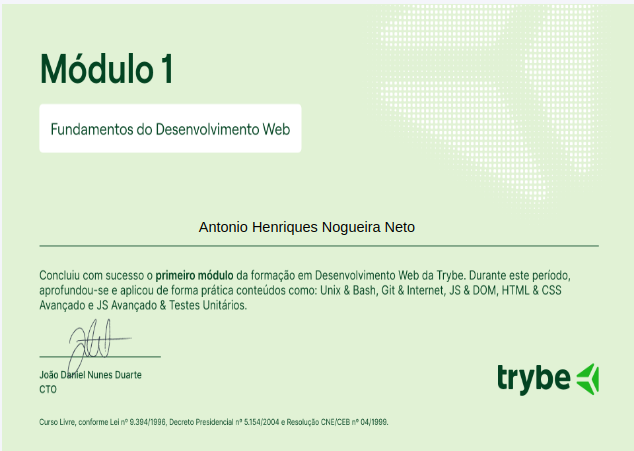 Módulo 1
Fundamentos do Desenvolvimento Web
Antonio Henriques Nogueira Neto
Concluiu com sucesso o primeiro módulo da formação em Desenvolvimento Web da Trybe. Durante este período,
aprofundou-se e aplicou de forma prática conteúdos como: Unix & Bash, Git & Internet, JS & DOM, HTML & CSS
Avançado e JS Avançado & Testes Unitários.
João Daniel Nunes Duarte
CTO
trybe
Curso Livre, conforme Lei nº 9.394/1996, Decreto Presidencial nº 5.154/2004 e Resolução CNE/CEB nº 04/1999.